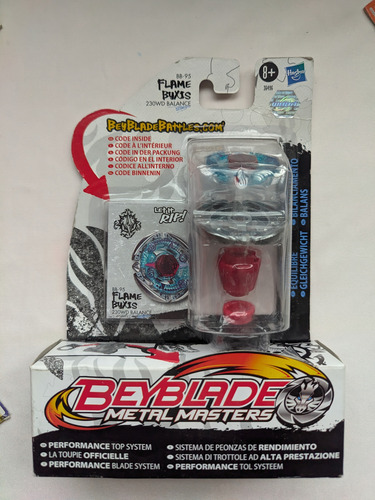 BB-95
FLAME
BYXIS
230WD BALANCE
8+
Hasbro
BEYBLADEBATTLES.COM
• CODE INSIDE
• CODE À L'INTÉRIEUR
• CODE IN DER PACKUNG
• CÓDIGO EN EL INTERIOR
• CODICE ALL'INTERNO
• CODE BINNENIN
LET IT
RIP!
BB-95
FLAME
BYXIS
230WD BALANCE
• ÉQUILIBRE
• GLEICHGEWICHT
• BILANCIAMENTO
• BALANS
BEYBLADE
METAL MASTERS
• PERFORMANCE TOP SYSTEM
• LA TOUPIE OFFICIELLE
• PERFORMANCE BLADE SYSTEM
• SISTEMA DE PEONZAS DE RENDIMIENTO
• SISTEMA DI TROTTOLE AD ALTA PRESTAZIONE
• PERFORMANCE TOL SYSTEEM